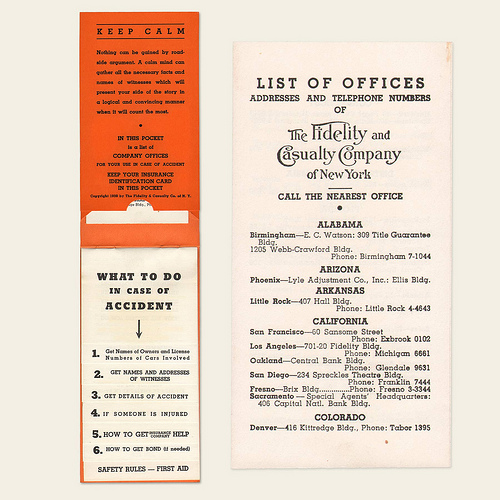 KEEP CALM
Nothing can be gained by road-
side argument. A calm mind can
gather all the necessary facts and
names of witnesses which will
present your side of the story in
a logical and convincing manner
when it will count the most.
IN THIS POCKET
is a list of
COMPANY OFFICES
FOR YOUR USE IN CASE OF ACCIDENT
KEEP YOUR INSURANCE
IDENTIFICATION CARD
IN THIS POCKET
Copyright 1930 by The Fidelity & Casualty Co. of N. Y.
WHAT TO DO
IN CASE OF
ACCIDENT
1. Get Names of Owners and License
Numbers of Cars Involved
2. GET NAMES AND ADDRESSES
OF WITNESSES
3. GET DETAILS OF ACCIDENT
4. IF SOMEONE IS INJURED
5. HOW TO GET INSURANCE COMPANY HELP
6. HOW TO GET BOND (if needed)
SAFETY RULES — FIRST AID
LIST OF OFFICES
ADDRESSES AND TELEPHONE NUMBERS
OF
The Fidelity and
Casualty Company
of New York
CALL THE NEAREST OFFICE
ALABAMA
Birmingham—E. C. Watson: 309 Title Guarantee
Bldg.
1205 Webb-Crawford Bldg.
Phone: Birmingham 7-1044
ARIZONA
Phoenix—Lyle Adjustment Co., Inc.: Ellis Bldg.
ARKANSAS
Little Rock—407 Hall Bldg.
Phone: Little Rock 4-4643
CALIFORNIA
San Francisco—60 Sansome Street
Phone: Exbrook 0102
Los Angeles—701-20 Fidelity Bldg.
Phone: Michigan 6661
Oakland—Central Bank Bldg.
Phone: Glendale 9631
San Diego—234 Spreckles Theatre Bldg.
Phone: Franklin 7444
Fresno—Brix Bldg..............Phone: Fresno 3-3344
Sacramento — Special Agents' Headquarters:
406 Capital Natl. Bank Bldg.
COLORADO
Denver—416 Kittredge Bldg., Phone: Tabor 1395